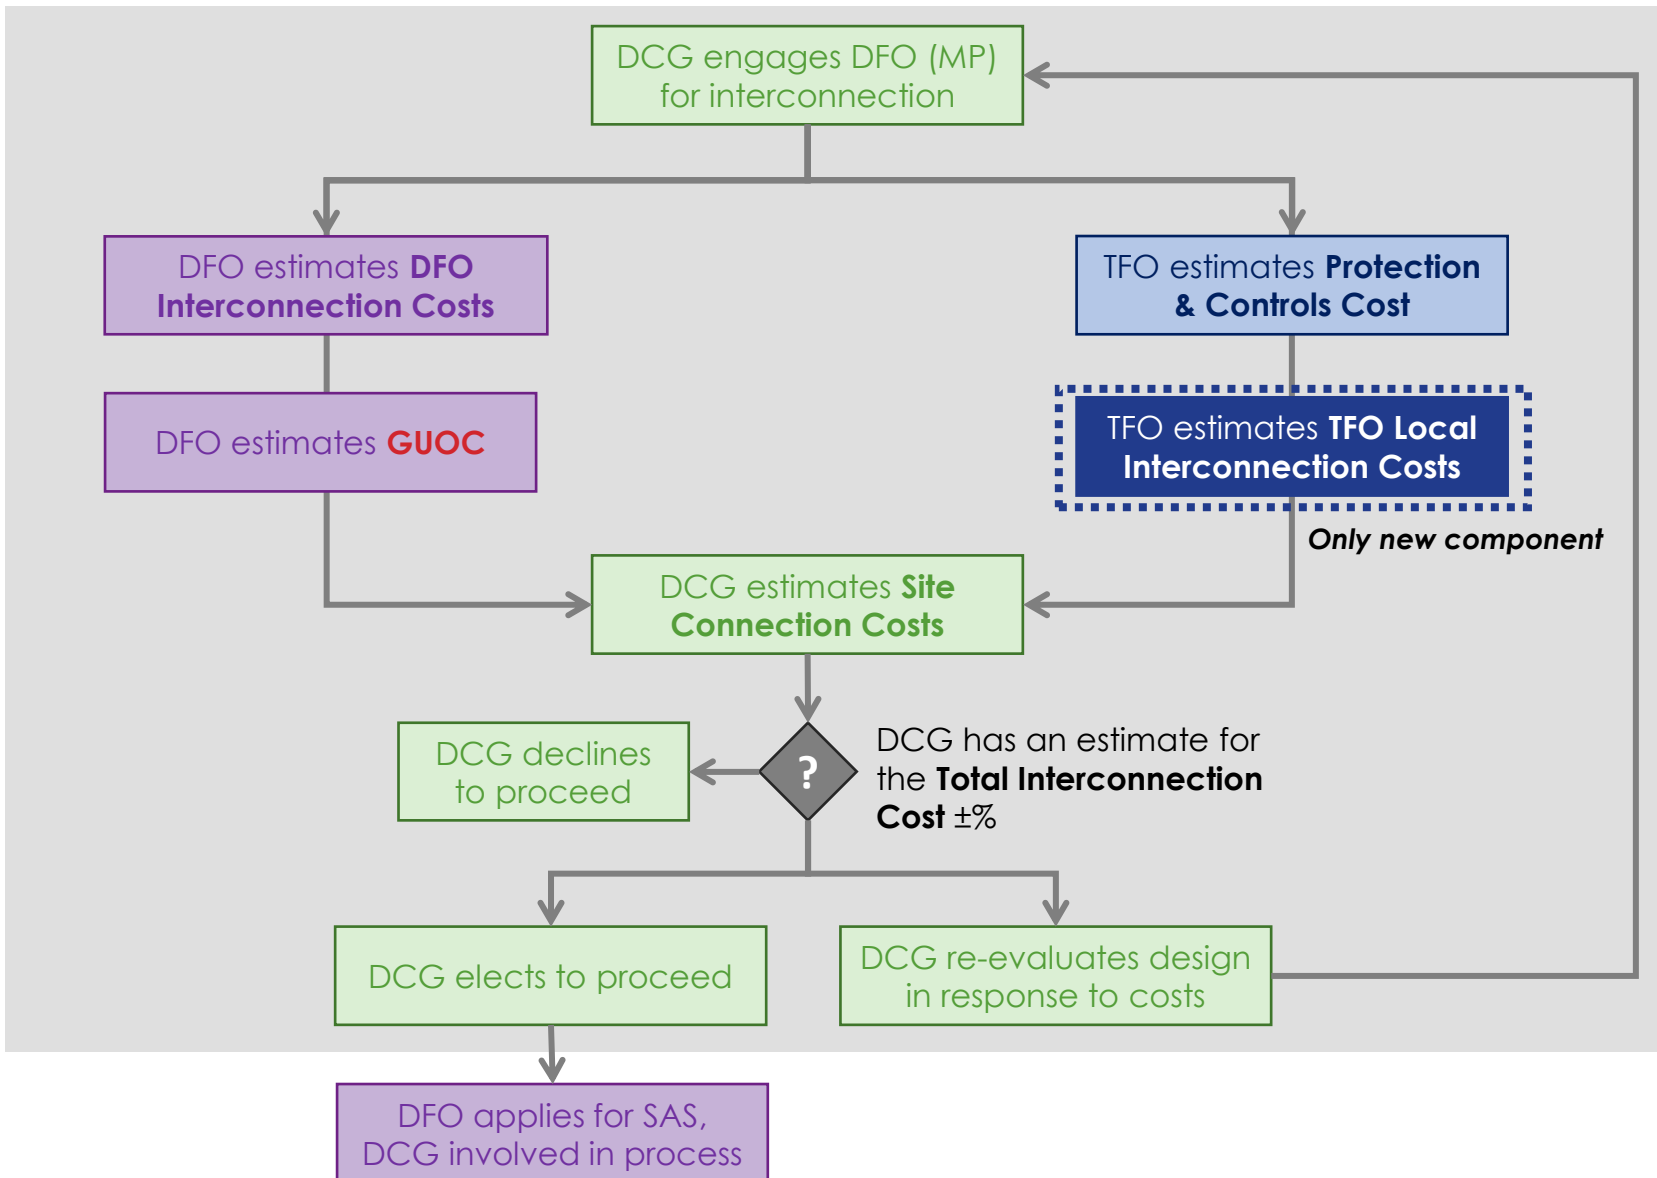 DCG engages DFO (MP)
for interconnection
DFO estimates DFO
Interconnection Costs
TFO estimates Protection
& Controls Cost
DFO estimates GUOC
TFO estimates TFO Local
Interconnection Costs
Only new component
DCG estimates Site
Connection Costs
DCG declines
to proceed
?
DCG has an estimate for
the Total Interconnection
Cost ±%
DCG elects to proceed
DCG re-evaluates design
in response to costs
DFO applies for SAS,
DCG involved in process